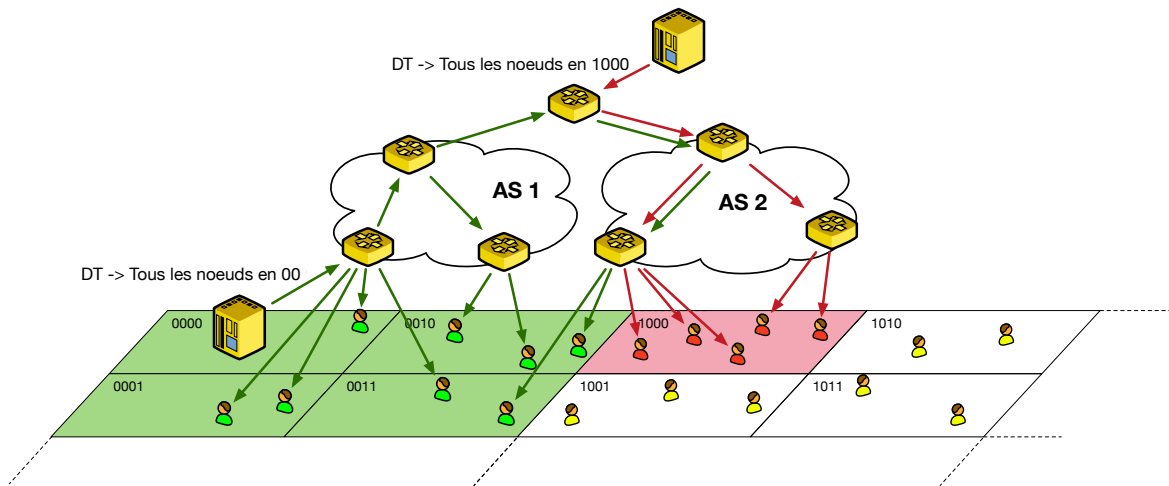 DT -> Tous les noeuds en 1000
AS 1
AS 2
DT -> Tous les noeuds en 00
0000
0010
1000
1010
0001
0011
1001
1011